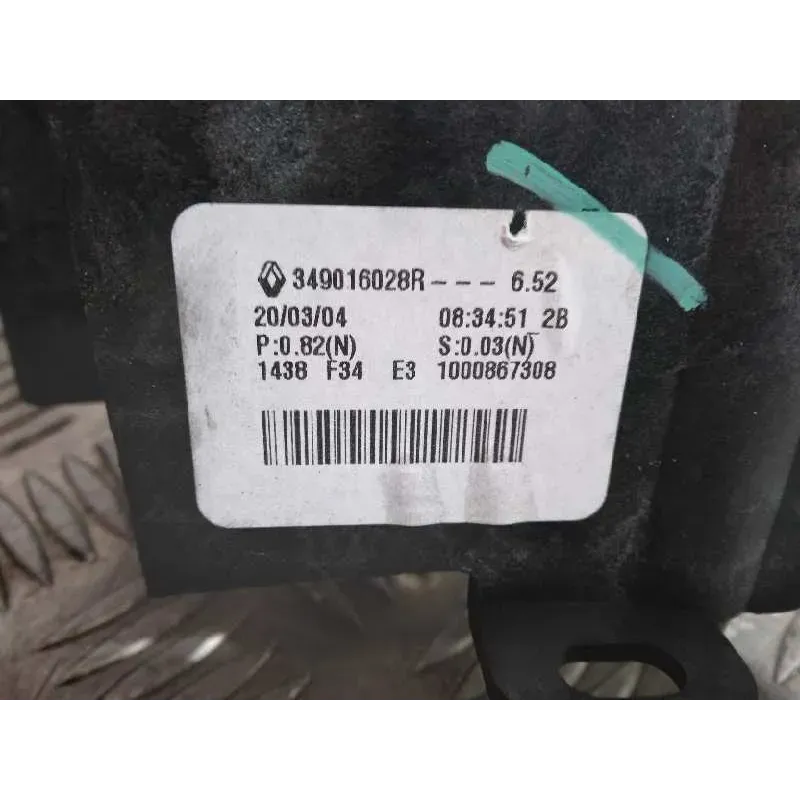 349016028R - - - 6.52
20/03/04 08:34:51 2B
P:0.82(N) S:0.03(N)
1438 F34 E3 1000867308